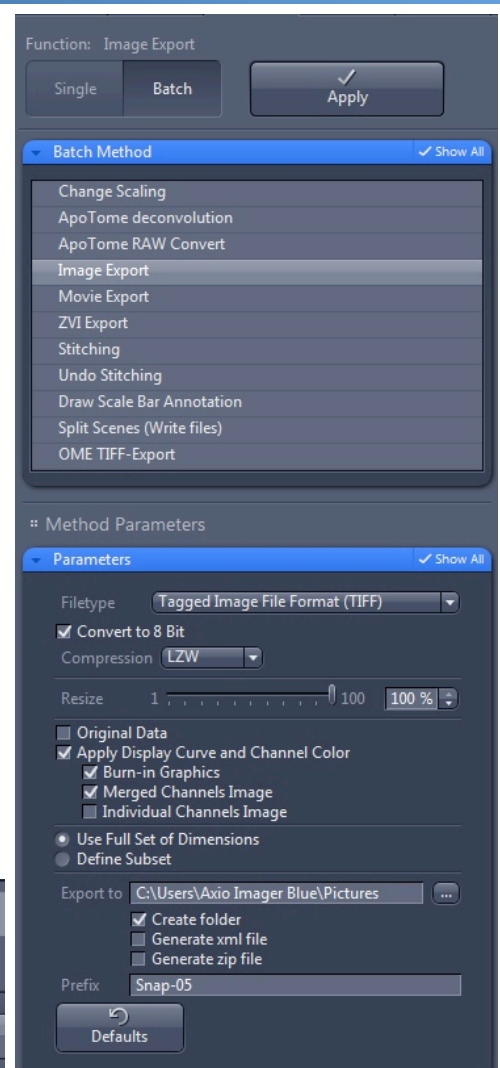 Function: Image Export
Single Batch Apply
Batch Method Show All
Change Scaling
ApoTome deconvolution
ApoTome RAW Convert
Image Export
Movie Export
ZVI Export
Stitching
Undo Stitching
Draw Scale Bar Annotation
Split Scenes (Write files)
OME TIFF-Export
Method Parameters
Parameters Show All
Filetype Tagged Image File Format (TIFF)
Convert to 8 Bit
Compression LZW
Resize 1 100 100 %
Original Data
Apply Display Curve and Channel Color
Burn-in Graphics
Merged Channels Image
Individual Channels Image
Use Full Set of Dimensions
Define Subset
Export to C:\Users\Axio Imager Blue\Pictures ...
Create folder
Generate xml file
Generate zip file
Prefix Snap-05
Defaults